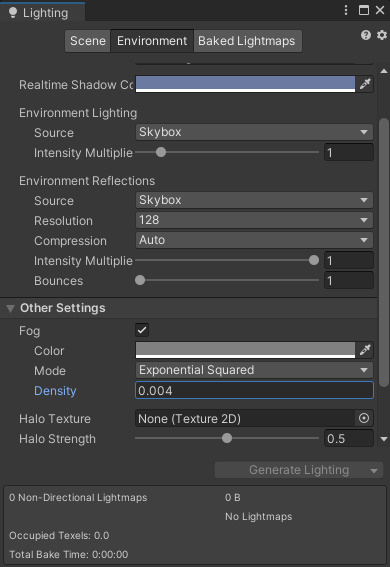 Lighting
Scene Environment Baked Lightmaps
Realtime Shadow Co
Environment Lighting
Source Skybox
Intensity Multiplie 1
Environment Reflections
Source Skybox
Resolution 128
Compression Auto
Intensity Multiplie 1
Bounces 1
Other Settings
Fog
Color
Mode Exponential Squared
Density 0.004
Halo Texture None (Texture 2D)
Halo Strength 0.5
Generate Lighting
0 Non-Directional Lightmaps 0 B
No Lightmaps
Occupied Texels: 0.0
Total Bake Time: 0:00:00